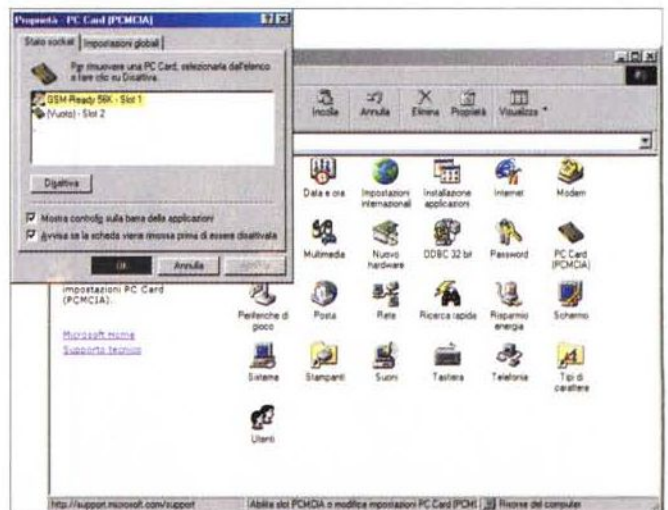 Proprietà - PC Card (PCMCIA)
Stato socket
Impostazioni globali
Per rimuovere una PC Card, selezionarla dall'elenco
e fare clic su Disattiva.
GSM-Ready 56K - Slot 1
(Vuoto) - Slot 2
Disattiva
Mostra controllo sulla barra delle applicazioni
Avvisa se la scheda viene rimossa prima di essere disattivata
OK
Annulla
Incolla
Annulla
Elimina
Proprietà
Visualizza
Data e ora
Impostazioni
internazionali
Installazione
applicazioni
Internet
Modem
Multimedia
Nuovo
hardware
ODBC 32 bit
Password
PC Card
(PCMCIA)
impostazioni PC Card
(PCMCIA).
Microsoft Home
Supporto tecnico
Periferiche di
gioco
Posta
Rete
Ricerca rapida
Risparmio
energia
Schermo
Sistema
Stampanti
Suoni
Tastiera
Telefonia
Tipi di
carattere
Utenti
http://support.microsoft.com/support
Abilita slot PCMCIA o modifica impostazioni PC Card (PCM
Risorse del computer